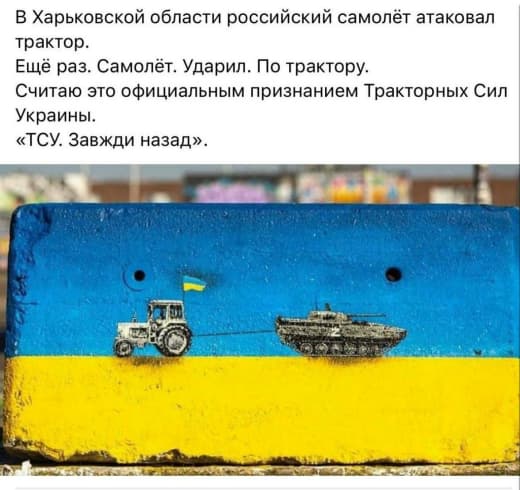 В Харьковской области российский самолёт атаковал
трактор.
Ещё раз. Самолёт. Ударил. По трактору.
Считаю это официальным признанием Тракторных Сил
Украины.
«ТСУ. Завжди назад».